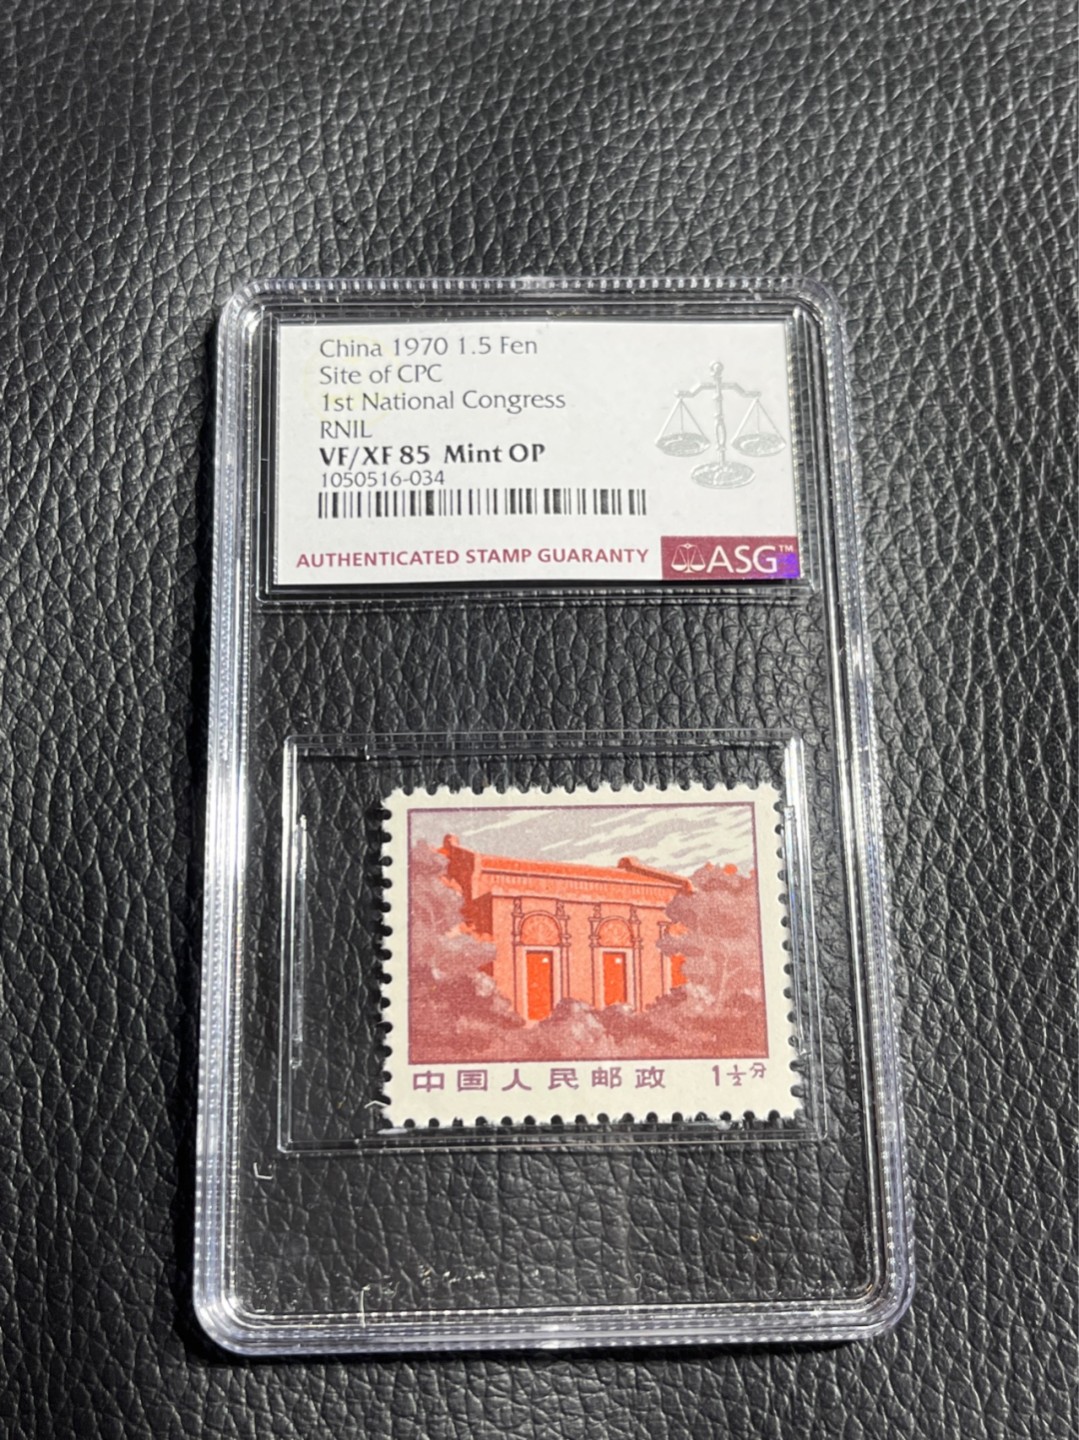 China 1970 1.5 Fen
Site of CPC
1st National Congress
RNIL
VF/XF 85 Mint OP
1050516-034
AUTHENTICATED STAMP GUARANTY ASG™
中国人民邮政 1½分